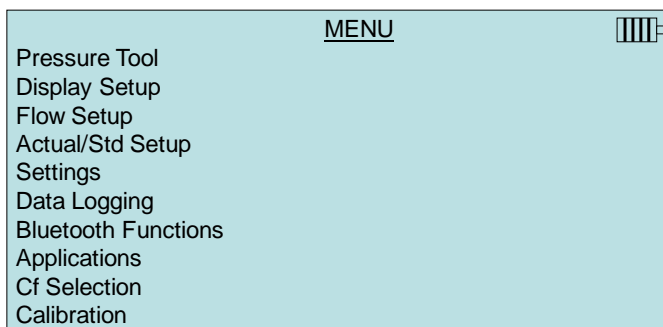 MENU
Pressure Tool
Display Setup
Flow Setup
Actual/Std Setup
Settings
Data Logging
Bluetooth Functions
Applications
Cf Selection
Calibration